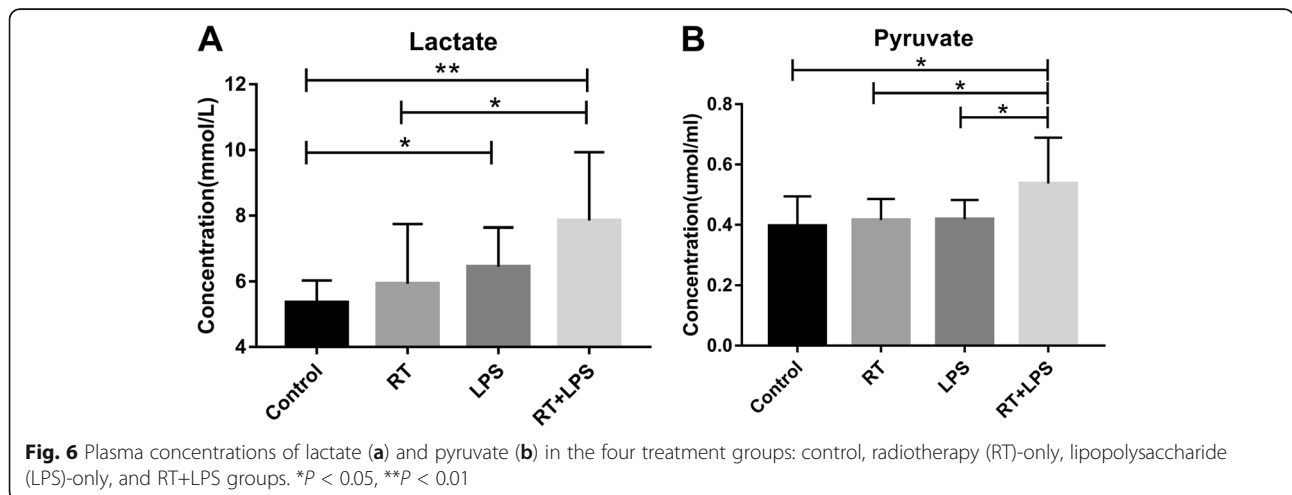 A
Lactate
**
*
*
Concentration(mmol/L)
12
10
8
6
4
Control
RT
LPS
RT+LPS
B
Pyruvate
*
*
*
Concentration(umol/ml)
0.8
0.6
0.4
0.2
0.0
Control
RT
LPS
RT+LPS
Fig. 6 Plasma concentrations of lactate (a) and pyruvate (b) in the four treatment groups: control, radiotherapy (RT)-only, lipopolysaccharide
(LPS)-only, and RT+LPS groups. *P < 0.05, **P < 0.01